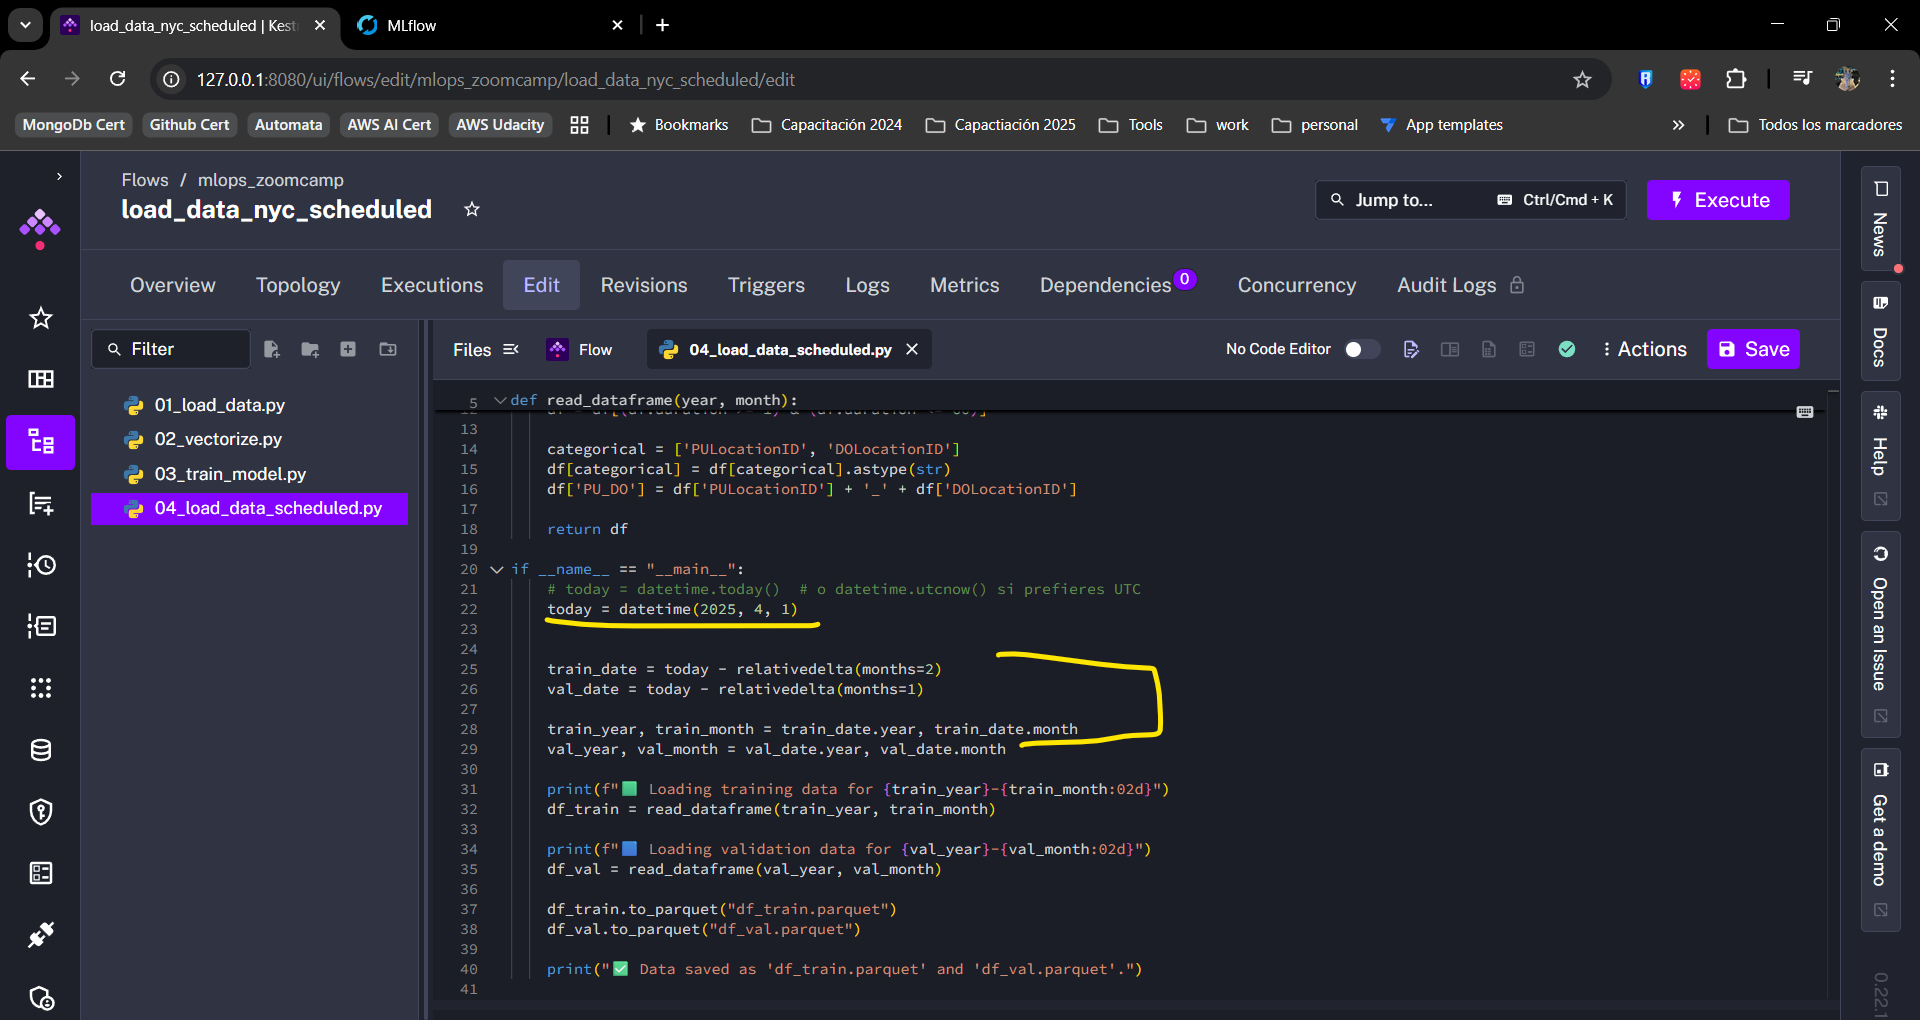 load_data_nyc_scheduled | Kest
MLflow
127.0.0.1:8080/ui/flows/edit/mlops_zoomcamp/load_data_nyc_scheduled/edit
MongoDb Cert
Github Cert
Automata
AWS AI Cert
AWS Udacity
Bookmarks
Capacitación 2024
Capactiación 2025
Tools
work
personal
App templates
»
Todos los marcadores
Flows / mlops_zoomcamp
load_data_nyc_scheduled
Jump to...
Ctrl/Cmd + K
Execute
Overview
Topology
Executions
Edit
Revisions
Triggers
Logs
Metrics
Dependencies 0
Concurrency
Audit Logs
Filter
01_load_data.py
02_vectorize.py
03_train_model.py
04_load_data_scheduled.py
Files
Flow
04_load_data_scheduled.py
No Code Editor
Actions
Save
5 def read_dataframe(year, month):
13
14 categorical = ['PULocationID', 'DOLocationID']
15 df[categorical] = df[categorical].astype(str)
16 df['PU_DO'] = df['PULocationID'] + '_' + df['DOLocationID']
17
18 return df
19
20 if __name__ == "__main__":
21 # today = datetime.today()  # o datetime.utcnow() si prefieres UTC
22 today = datetime(2025, 4, 1)
23
24
25 train_date = today - relativedelta(months=2)
26 val_date = today - relativedelta(months=1)
27
28 train_year, train_month = train_date.year, train_date.month
29 val_year, val_month = val_date.year, val_date.month
30
31 print(f"🟩 Loading training data for {train_year}-{train_month:02d}")
32 df_train = read_dataframe(train_year, train_month)
33
34 print(f"🟦 Loading validation data for {val_year}-{val_month:02d}")
35 df_val = read_dataframe(val_year, val_month)
36
37 df_train.to_parquet("df_train.parquet")
38 df_val.to_parquet("df_val.parquet")
39
40 print("✅ Data saved as 'df_train.parquet' and 'df_val.parquet'.")
41
News
Docs
Help
Open an Issue
Get a demo
0.22.1